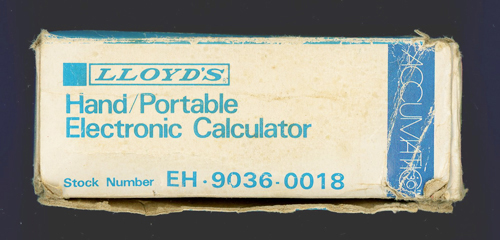 LLOYD'S
Hand/Portable
Electronic Calculator
Stock Number EH-9036-0018
ACCUMATIC